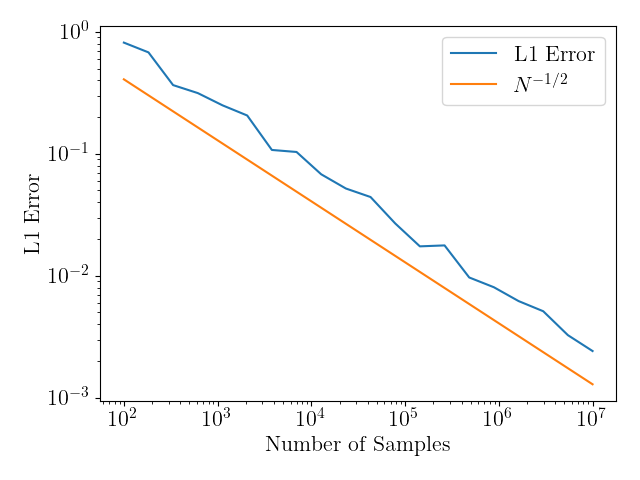 L1 Error
N^{-1/2}
10^0
10^{-1}
10^{-2}
10^{-3}
L1 Error
10^2 10^3 10^4 10^5 10^6 10^7
Number of Samples